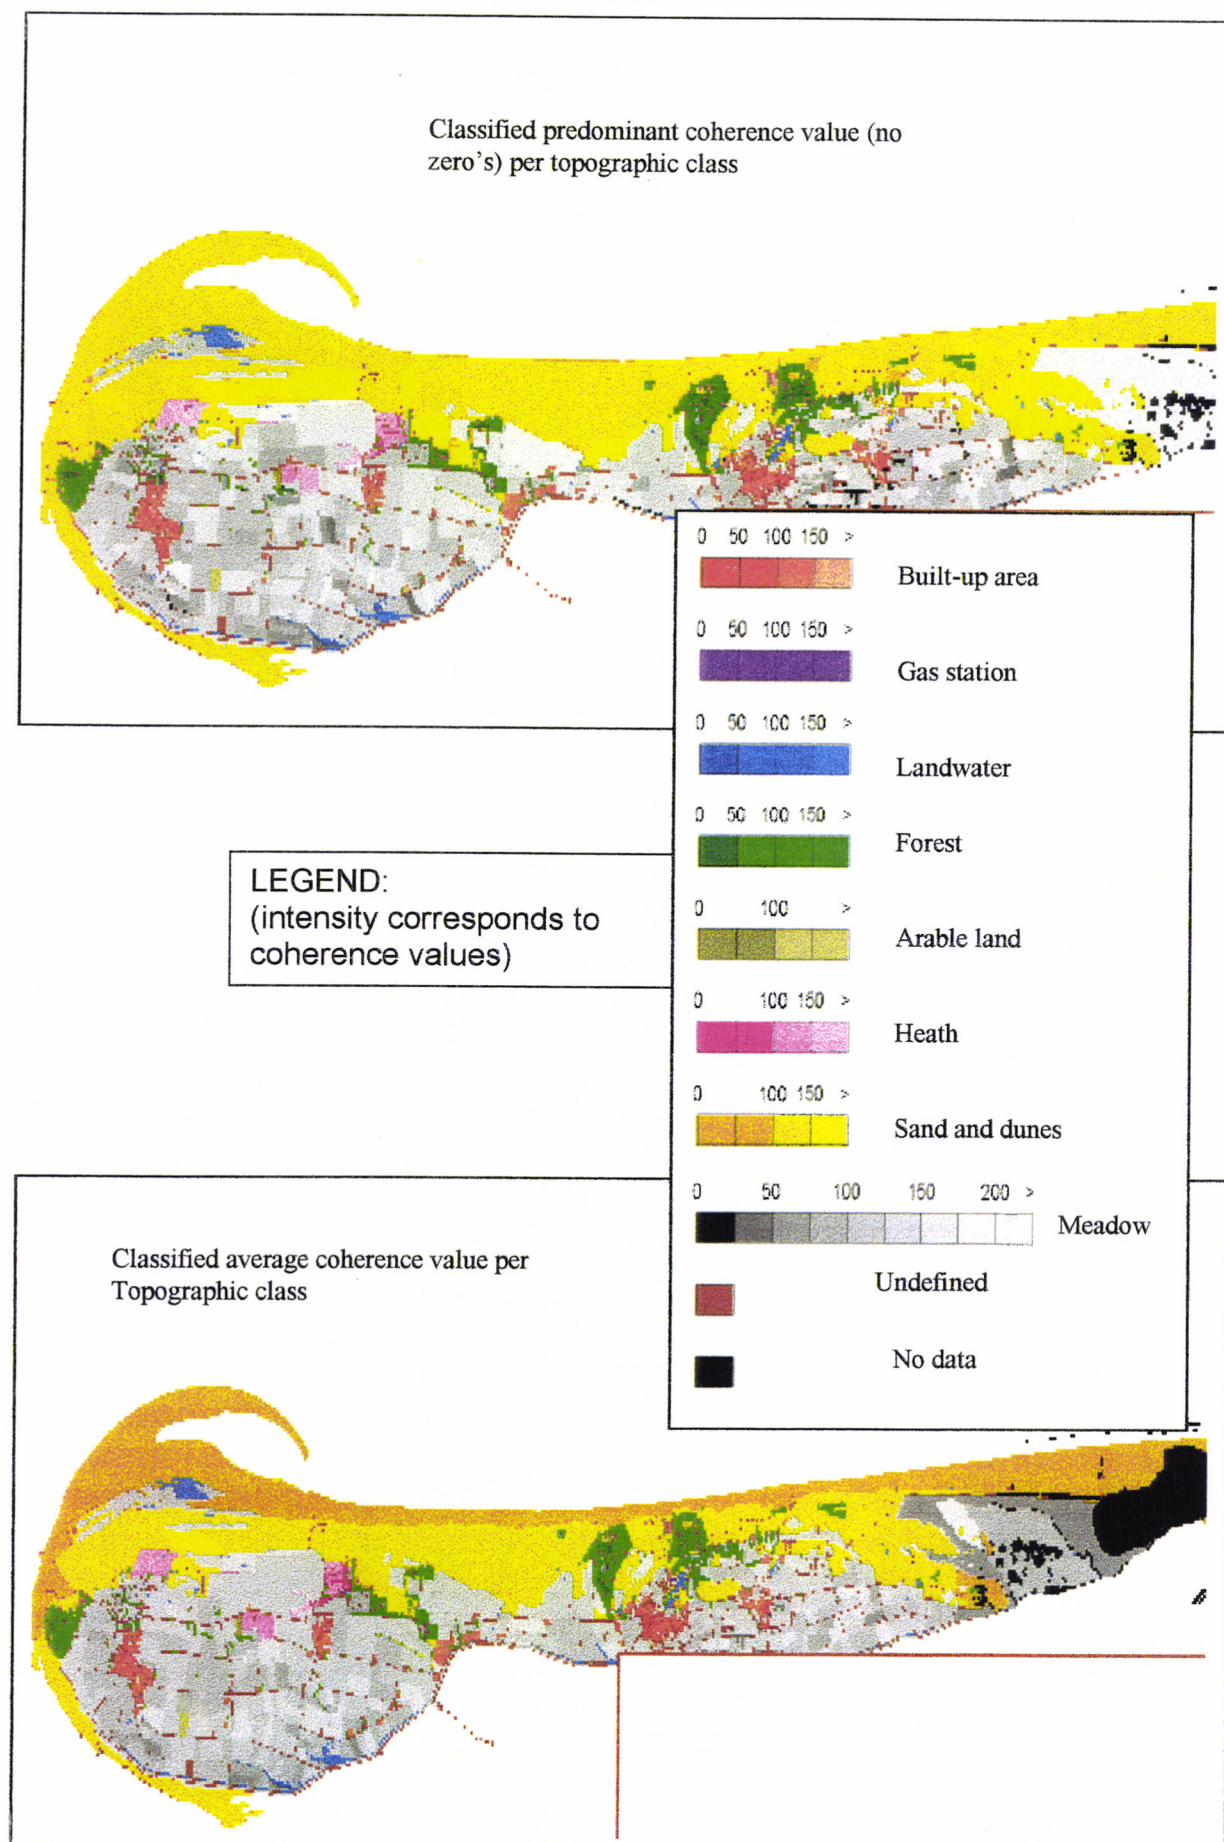 Classified predominant coherence value (no
zero's) per topographic class
0 50 100 150 >
Built-up area
0 50 100 150 >
Gas station
0 50 100 150 >
Landwater
0 50 100 150 >
Forest
LEGEND:
(intensity corresponds to
coherence values)
0 100 >
Arable land
0 100 150 >
Heath
0 100 150 >
Sand and dunes
0 50 100 150 200 >
Meadow
Classified average coherence value per
Topographic class
Undefined
No data